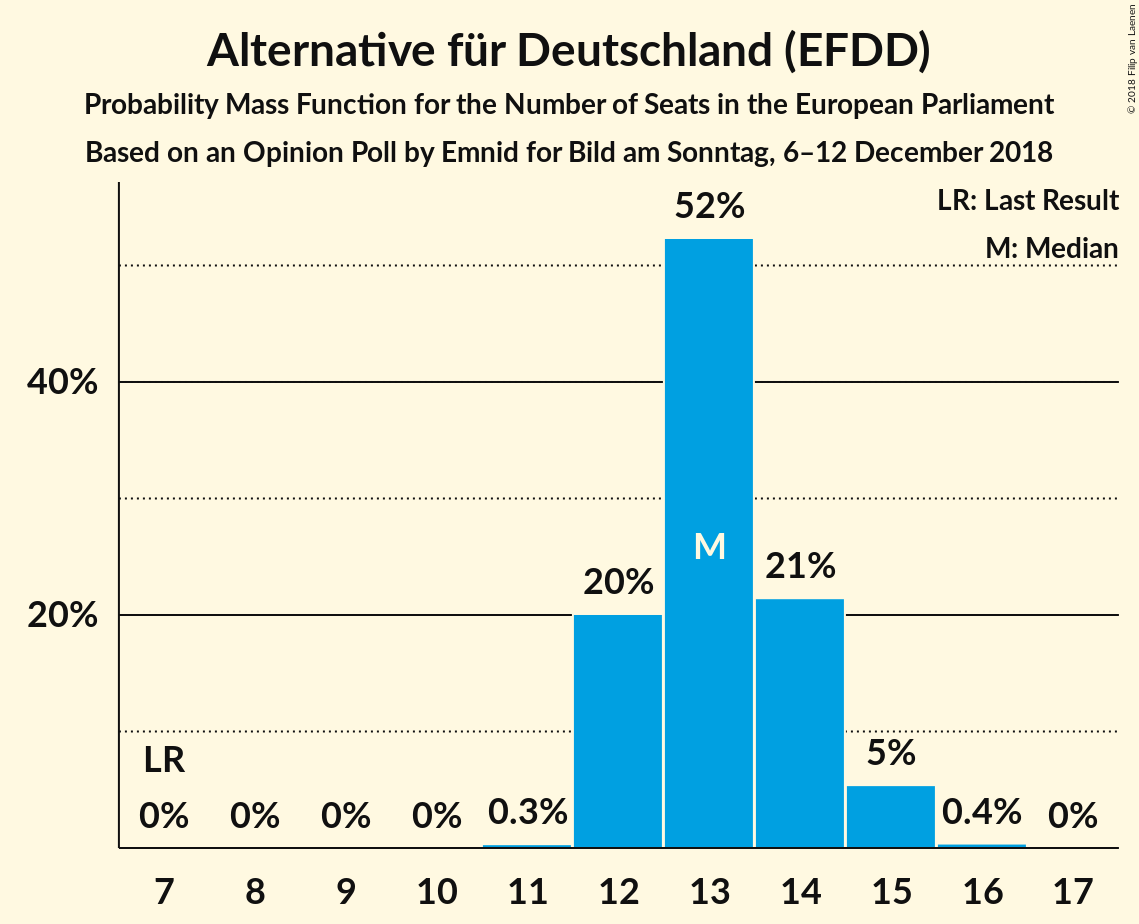 Alternative für Deutschland (EFDD)
Probability Mass Function for the Number of Seats in the European Parliament
Based on an Opinion Poll by Emnid for Bild am Sonntag, 6–12 December 2018
© 2018 Filip van Laenen
LR: Last Result
M: Median
52%
40%
M
20% 21%
20%
LR
5%
0% 0% 0% 0% 0.3% 0.4% 0%
7 8 9 10 11 12 13 14 15 16 17